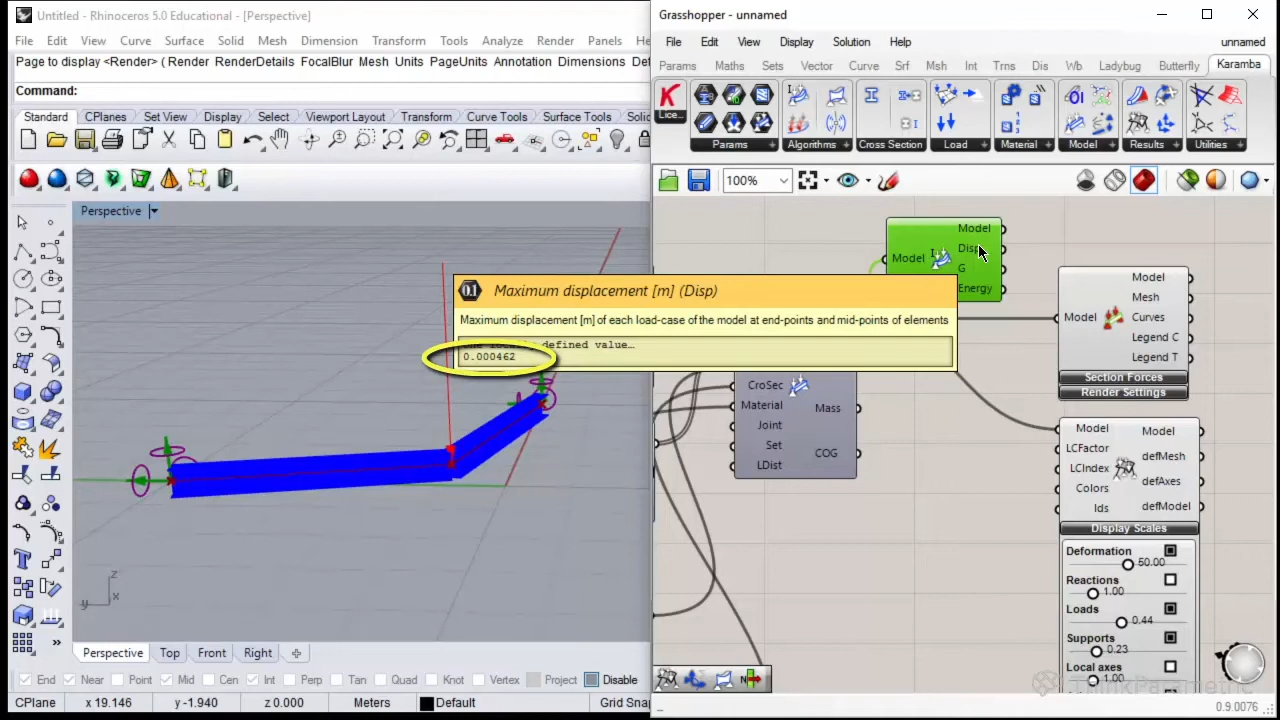 Untitled - Rhinoceros 5.0 Educational - [Perspective]
File Edit View Curve Surface Solid Mesh Dimension Transform Tools Analyze Render Panels
Page to display <Render> ( Render RenderDetails FocalBlur Mesh Units PageUnits Annotation Dimensions
Command:
Standard CPlanes Set View Display Select Viewport Layout Transform Curve Tools Surface Tools
Perspective
z
y
x
Perspective Top Front Right
End Near Point Mid Cen Int Perp Tan Quad Knot Vertex Project Disable
CPlane x 19.146 y -1.940 z 0.000 Meters Default Grid Snap
Grasshopper - unnamed
File Edit View Display Solution Help unnamed
Params Maths Sets Vector Curve Srf Msh Int Trns Dis Wb Ladybug Butterfly Karamba
Lice...
Params Algorithms Cross Section Load Material Model Results Utilities
100%
Model
Disp
Model
G
Energy
0.1 Maximum displacement [m] (Disp)
Maximum displacement [m] of each load-case of the model at end-points and mid-points of elements
defined value…
0.000462
CroSec
Material
Joint
Set
LDist
Mass
COG
Model
Model
Mesh
Curves
Legend C
Legend T
Section Forces
Render Settings
Model
LCFactor
LCIndex
Colors
Ids
Model
defMesh
defAxes
defModel
Display Scales
Deformation
50.00
Reactions
1.00
Loads
0.44
Supports
0.23
Local axes
1.00
ThinkParametric
0.9.0076